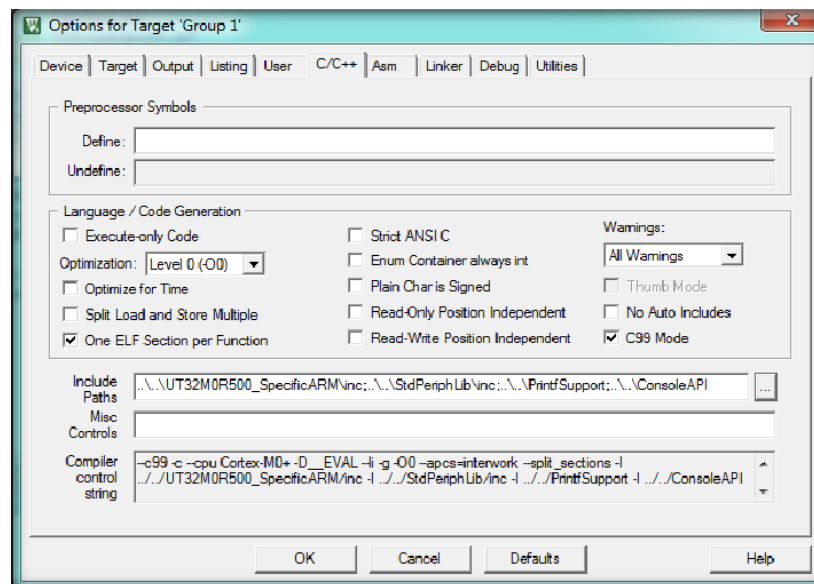 Options for Target 'Group 1'
Device Target Output Listing User C/C++ Asm Linker Debug Utilities
Preprocessor Symbols
Define:
Undefine:
Language / Code Generation
Execute-only Code
Optimization: Level 0 (-O0)
Optimize for Time
Split Load and Store Multiple
One ELF Section per Function
Strict ANSI C
Enum Container always int
Plain Char is Signed
Read-Only Position Independent
Read-Write Position Independent
Warnings:
All Warnings
Thumb Mode
No Auto Includes
C99 Mode
Include Paths
..\..\UT32M0R500_SpecificARM\inc;..\..\StdPeriphLib\inc;..\..\PrintfSupport;..\..\ConsoleAPI
...
Misc Controls
Compiler control string
--c99 -c --cpu Cortex-M0+ -D__EVAL --li -g -O0 --apcs=interwork --split_sections -I
../../UT32M0R500_SpecificARM/inc -I ../../StdPeriphLib/inc -I ../../PrintfSupport -I ../../ConsoleAPI
OK Cancel Defaults Help